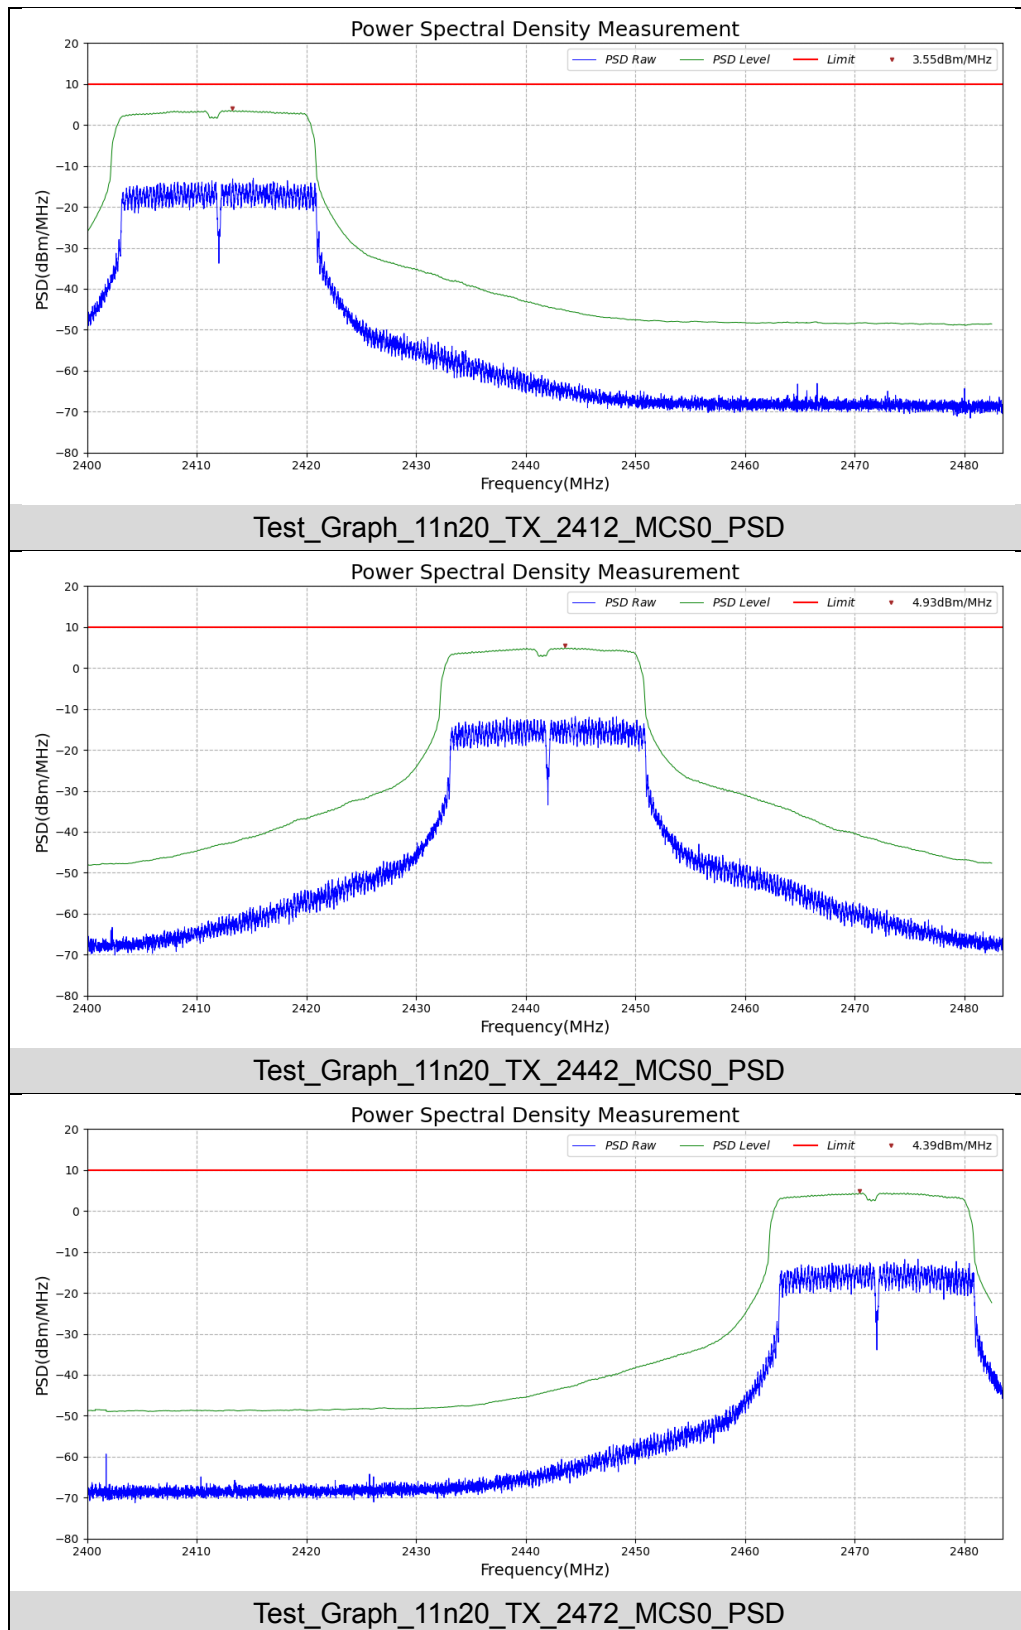 Power Spectral Density Measurement
PSD Raw PSD Level Limit 3.55dBm/MHz
20
10
0
−10
−20
−30
−40
−50
−60
−70
−80
PSD(dBm/MHz)
2400 2410 2420 2430 2440 2450 2460 2470 2480
Frequency(MHz)
Test_Graph_11n20_TX_2412_MCS0_PSD
Power Spectral Density Measurement
PSD Raw PSD Level Limit 4.93dBm/MHz
20
10
0
−10
−20
−30
−40
−50
−60
−70
−80
PSD(dBm/MHz)
2400 2410 2420 2430 2440 2450 2460 2470 2480
Frequency(MHz)
Test_Graph_11n20_TX_2442_MCS0_PSD
Power Spectral Density Measurement
PSD Raw PSD Level Limit 4.39dBm/MHz
20
10
0
−10
−20
−30
−40
−50
−60
−70
−80
PSD(dBm/MHz)
2400 2410 2420 2430 2440 2450 2460 2470 2480
Frequency(MHz)
Test_Graph_11n20_TX_2472_MCS0_PSD